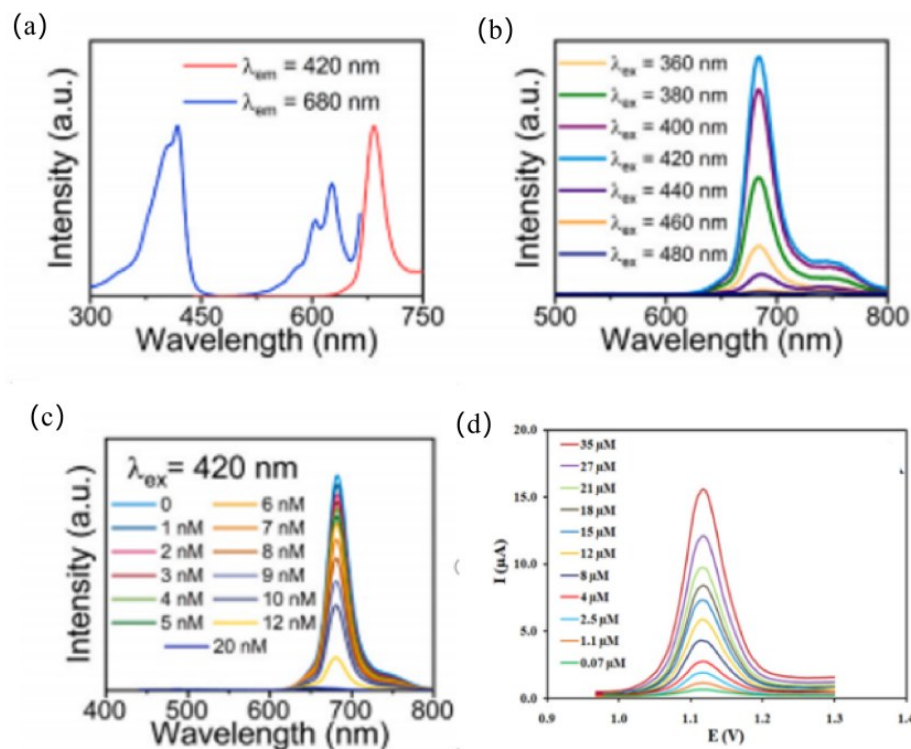 (a)
λem = 420 nm
λem = 680 nm
Intensity (a.u.)
300 450 600 750
Wavelength (nm)
(b)
λex = 360 nm
λex = 380 nm
λex = 400 nm
λex = 420 nm
λex = 440 nm
λex = 460 nm
λex = 480 nm
Intensity (a.u.)
500 600 700 800
Wavelength (nm)
(c)
λex = 420 nm
0 6 nM
1 nM 7 nM
2 nM 8 nM
3 nM 9 nM
4 nM 10 nM
5 nM 12 nM
20 nM
Intensity (a.u.)
400 500 600 700 800
Wavelength (nm)
(d)
20.0
15.0
10.0
5.0
0.0
I (µA)
35 µM
27 µM
21 µM
18 µM
15 µM
12 µM
8 µM
4 µM
2.5 µM
1.1 µM
0.07 µM
0.9 1.0 1.1 1.2 1.3 1.4
E (V)